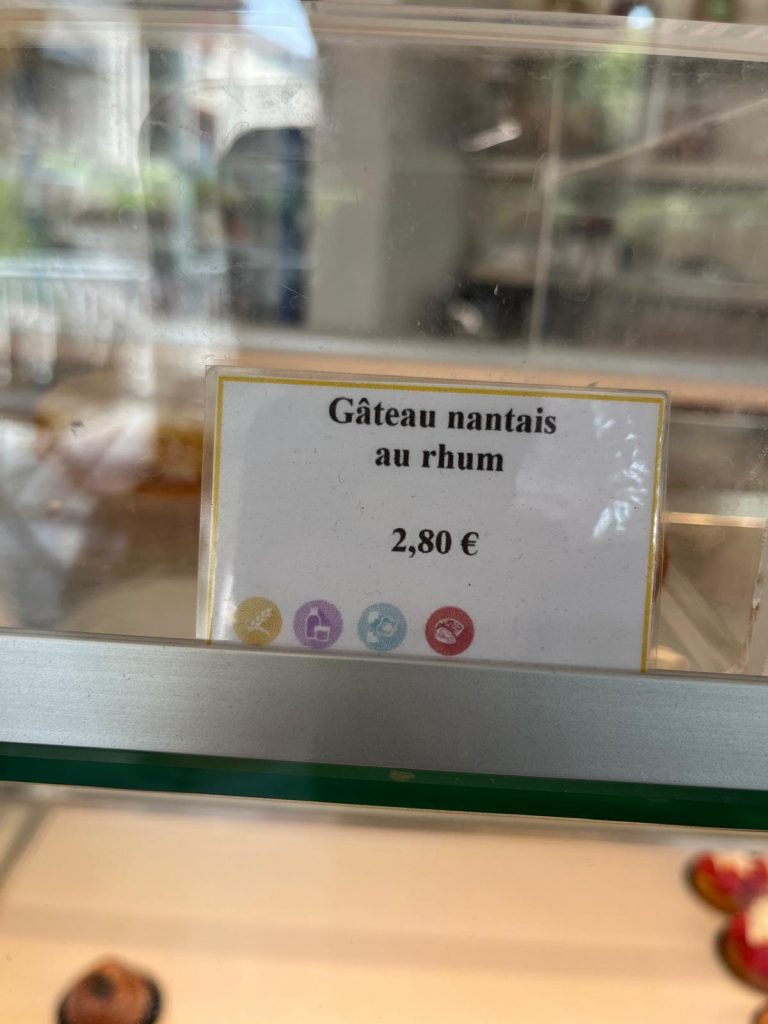 Gâteau nantais
au rhum
2,80 €